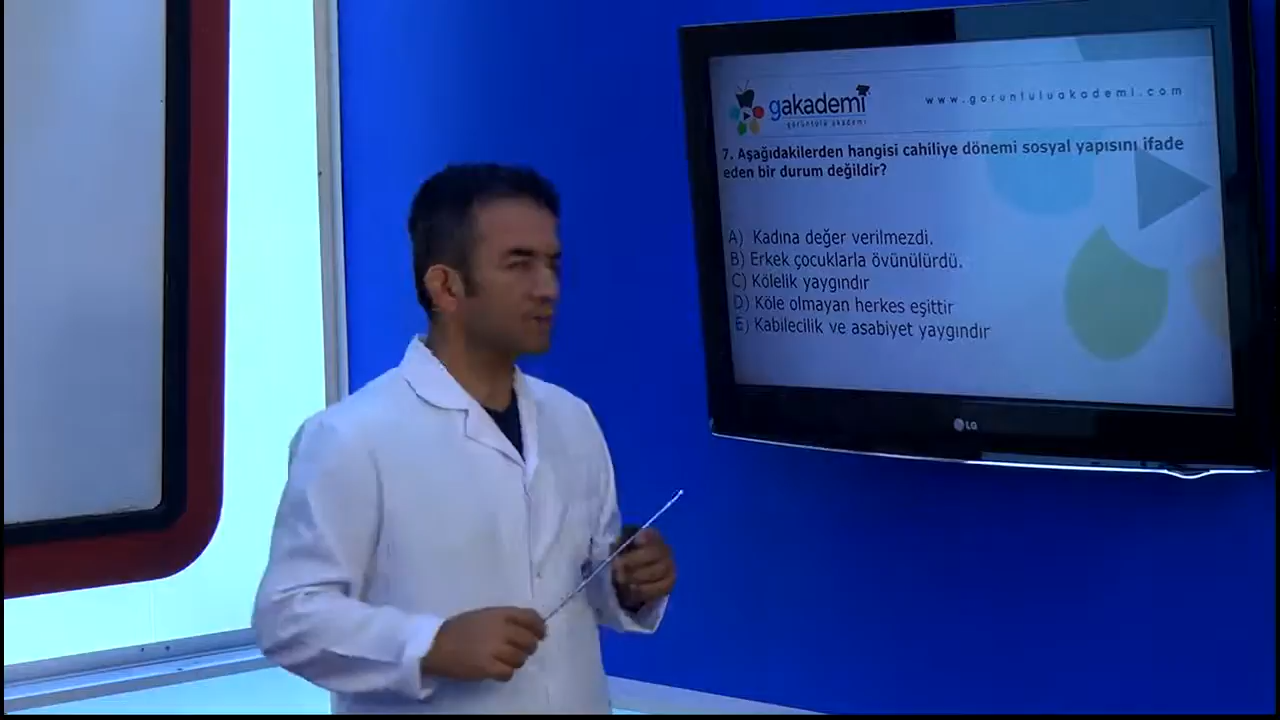 gakademi
görüntülü akademi
www.goruntuluakademi.com
7. Aşağıdakilerden hangisi cahiliye dönemi sosyal yapısını ifade
eden bir durum değildir?
A) Kadına değer verilmezdi.
B) Erkek çocuklarla övünülürdü.
C) Kölelik yaygındır
D) Köle olmayan herkes eşittir
E) Kabilecilik ve asabiyet yaygındır
LG